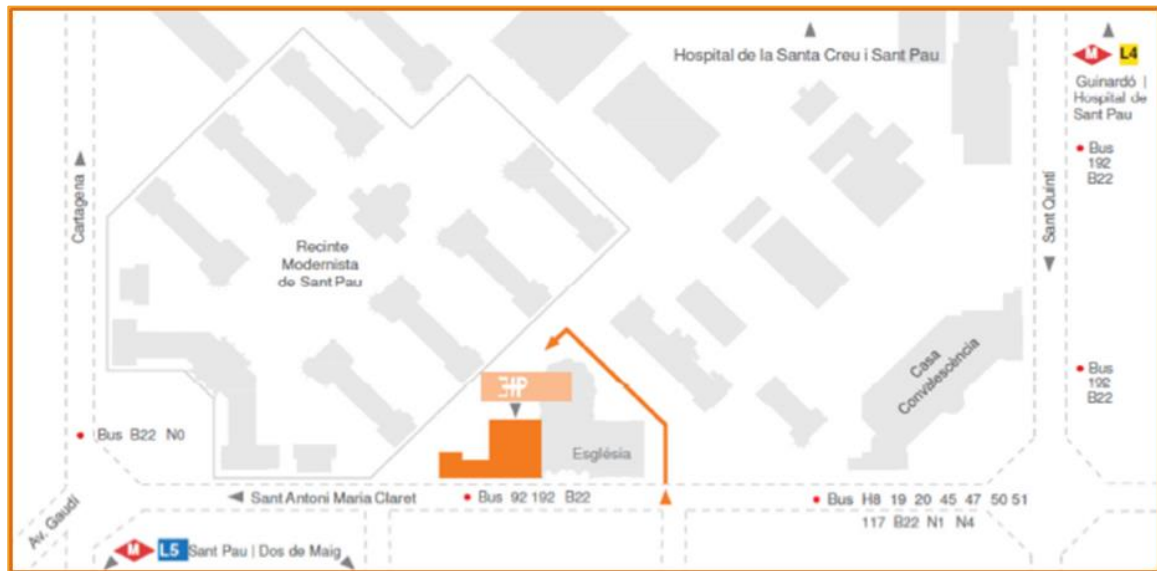 Hospital de la Santa Creu i Sant Pau
M L4
Guinardó |
Hospital de
Sant Pau
Bus
192
B22
Cartagena
Sant Quintí
Recinte
Modernista
de Sant Pau
Casa
Convalescència
Bus
192
B22
Bus B22 N0
Església
Sant Antoni Maria Claret
Bus 92 192 B22
Bus H8 19 20 45 47 50 51
117 B22 N1 N4
Av. Gaudí
M L5 Sant Pau | Dos de Maig